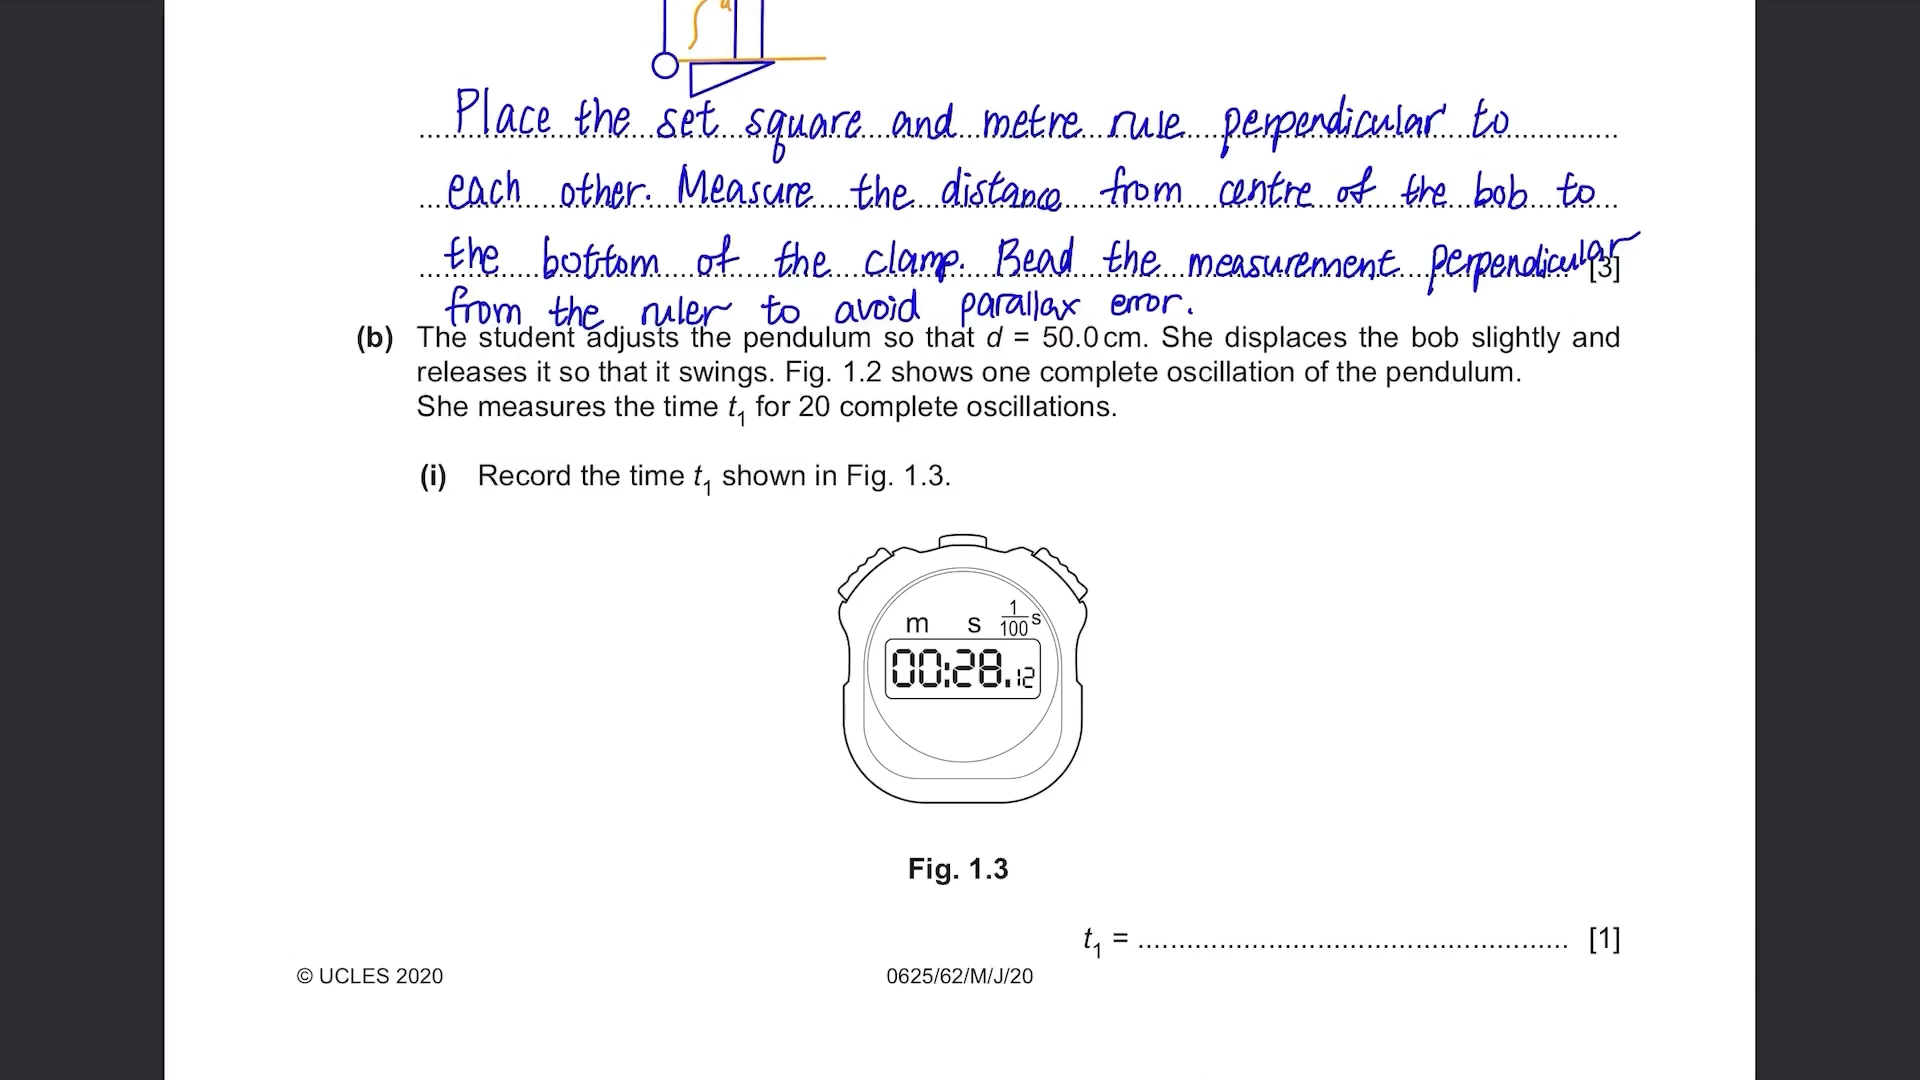 Place the set square and metre rule perpendicular to
each other. Measure the distance from centre of the bob to
the bottom of the clamp. Read the measurement perpendicular [3]
from the ruler to avoid parallax error.
(b) The student adjusts the pendulum so that d = 50.0 cm. She displaces the bob slightly and
releases it so that it swings. Fig. 1.2 shows one complete oscillation of the pendulum.
She measures the time t₁ for 20 complete oscillations.
(i) Record the time t₁ shown in Fig. 1.3.
m s 1/100 s
00:28.12
Fig. 1.3
t₁ = ...................................................... [1]
© UCLES 2020
0625/62/M/J/20